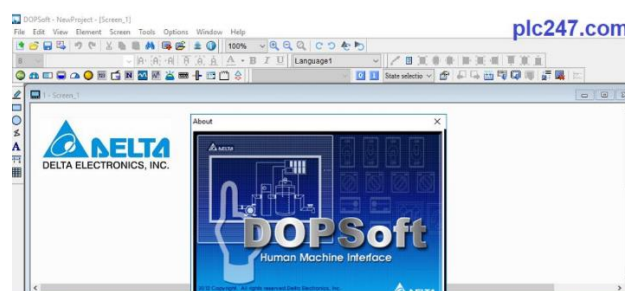 DOPSoft - NewProject - [Screen_1]
plc247.com
File Edit View Element Screen Tools Options Window Help
100%
Language1
State selectio
1 - Screen_1
About
DELTA
DELTA ELECTRONICS, INC.
DOPSoft
Human Machine Interface